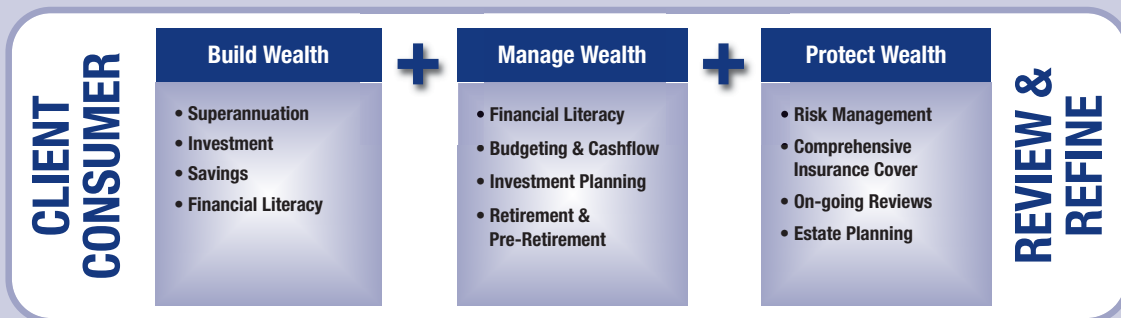 CLIENT
CONSUMER
Build Wealth
• Superannuation
• Investment
• Savings
• Financial Literacy
+
Manage Wealth
• Financial Literacy
• Budgeting & Cashflow
• Investment Planning
• Retirement &
Pre-Retirement
+
Protect Wealth
• Risk Management
• Comprehensive
Insurance Cover
• On-going Reviews
• Estate Planning
REVIEW &
REFINE